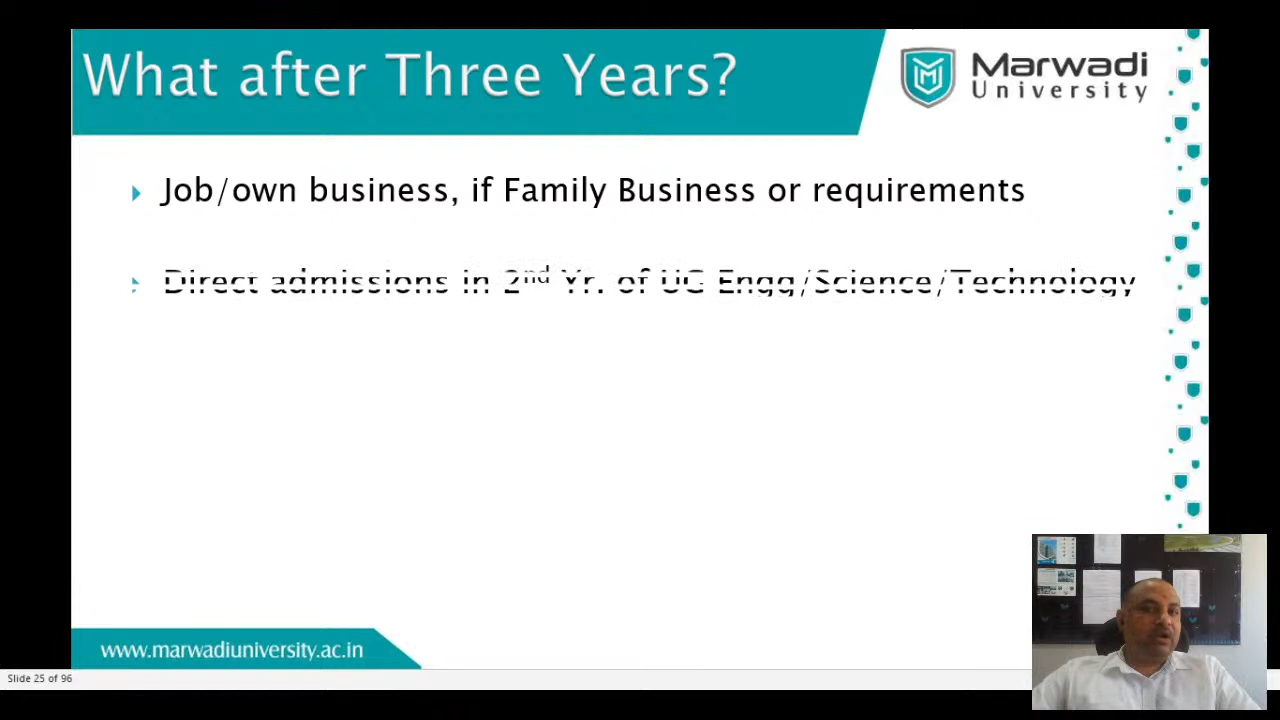 What after Three Years?
Marwadi
University
Job/own business, if Family Business or requirements
Direct admissions in 2nd Yr. of UG Engg/Science/Technology
www.marwadiuniversity.ac.in
Slide 25 of 96